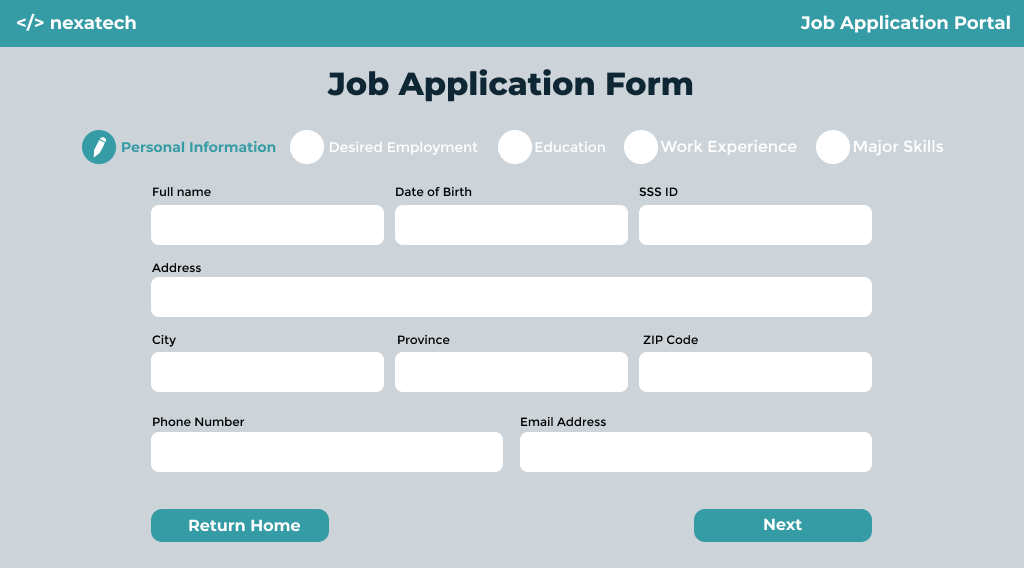 </> nexatech
Job Application Portal
Job Application Form
Personal Information
Desired Employment
Education
Work Experience
Major Skills
Full name
Date of Birth
SSS ID
Address
City
Province
ZIP Code
Phone Number
Email Address
Return Home
Next